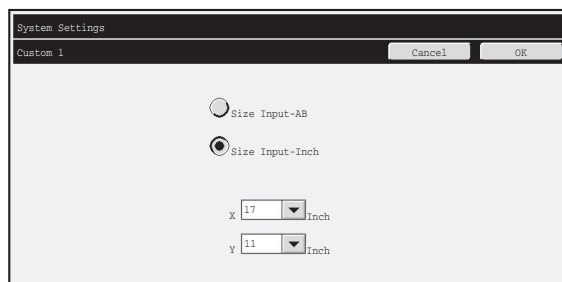 System Settings
Custom 1 Cancel OK
Size Input-AB
Size Input-Inch
X 17 Inch
Y 11 Inch